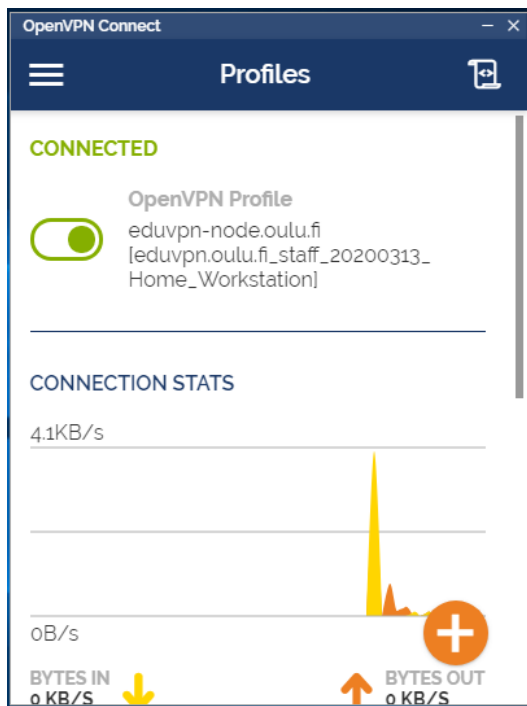 OpenVPN Connect
Profiles
CONNECTED
OpenVPN Profile
eduvpn-node.oulu.fi
[eduvpn.oulu.fi_staff_20200313_
Home_Workstation]
CONNECTION STATS
4.1KB/s
0B/s
BYTES IN
0 KB/S
BYTES OUT
0 KB/S